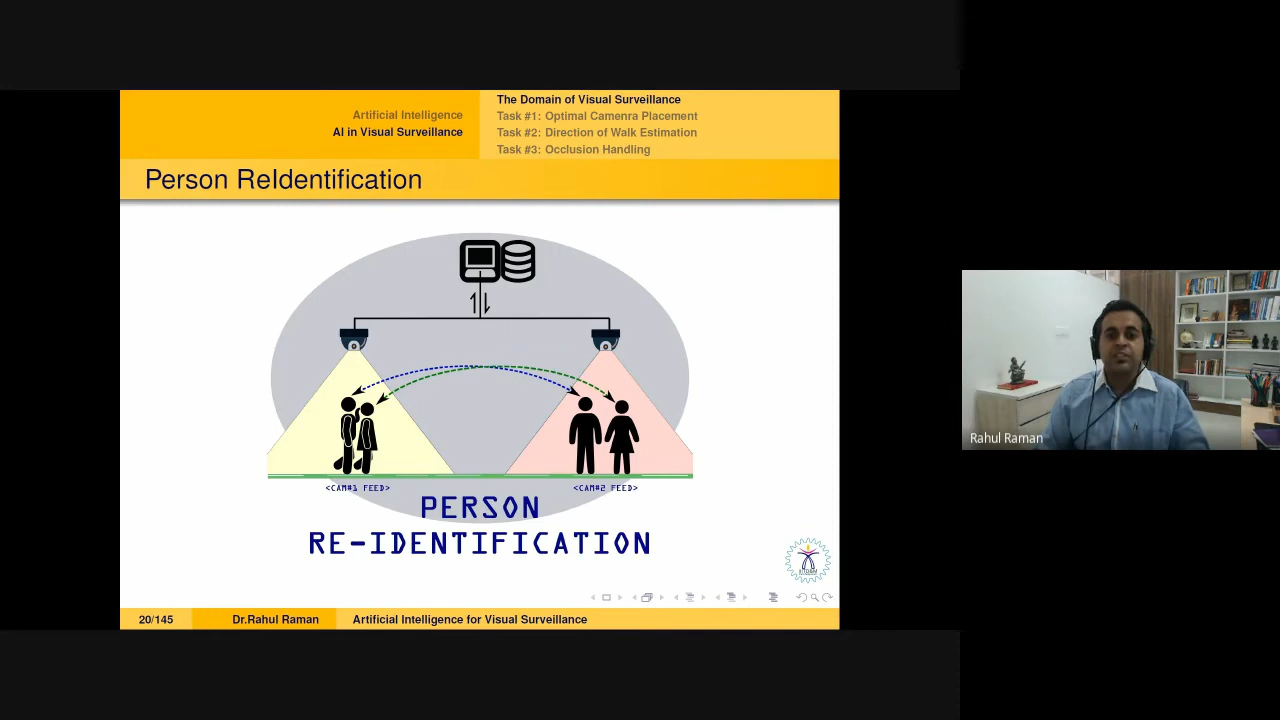 Artificial Intelligence
AI in Visual Surveillance
The Domain of Visual Surveillance
Task #1: Optimal Camenra Placement
Task #2: Direction of Walk Estimation
Task #3: Occlusion Handling
Person ReIdentification
<CAM#1 FEED>
<CAM#2 FEED>
PERSON
RE-IDENTIFICATION
20/145
Dr.Rahul Raman
Artificial Intelligence for Visual Surveillance
Rahul Raman